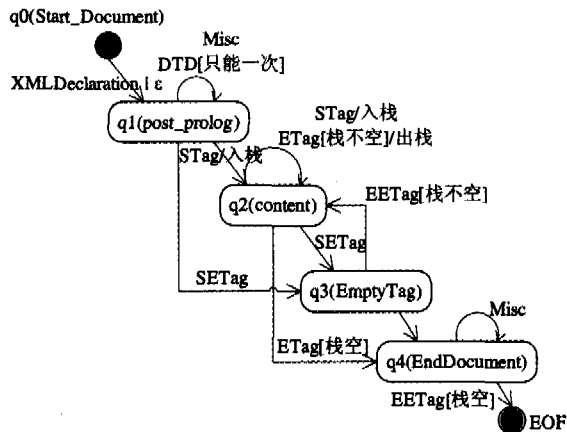 q0(Start_Document)
Misc
DTD[只能一次]
XMLDeclaration | ε
q1(post_prolog)
STag/入栈
ETag[栈不空]/出栈
STag/入栈
q2(content)
EETag[栈不空]
SETag
SETag
q3(EmptyTag)
Misc
ETag[栈空]
q4(EndDocument)
EETag[栈空]
EOF